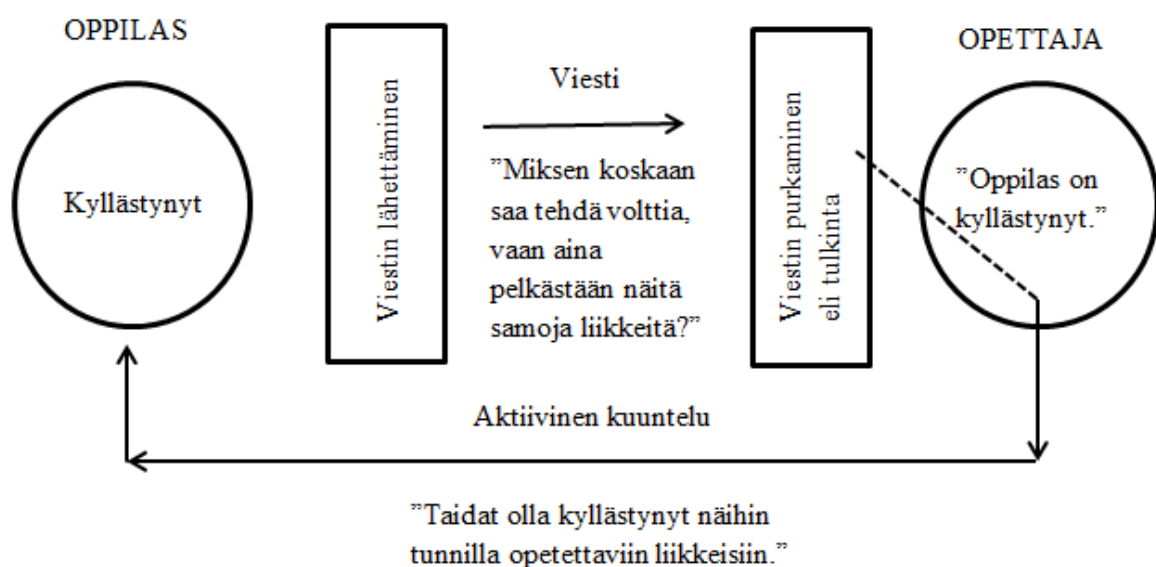 OPPILAS
Kyllästynyt
Viestin lähettäminen
Viesti
”Miksen koskaan
saa tehdä volttia,
vaan aina
pelkästään näitä
samoja liikkeitä?”
Viestin purkaminen
eli tulkinta
OPETTAJA
”Oppilas on
kyllästynyt.”
Aktiivinen kuuntelu
”Taidat olla kyllästynyt näihin
tunnilla opetettaviin liikkeisiin.”